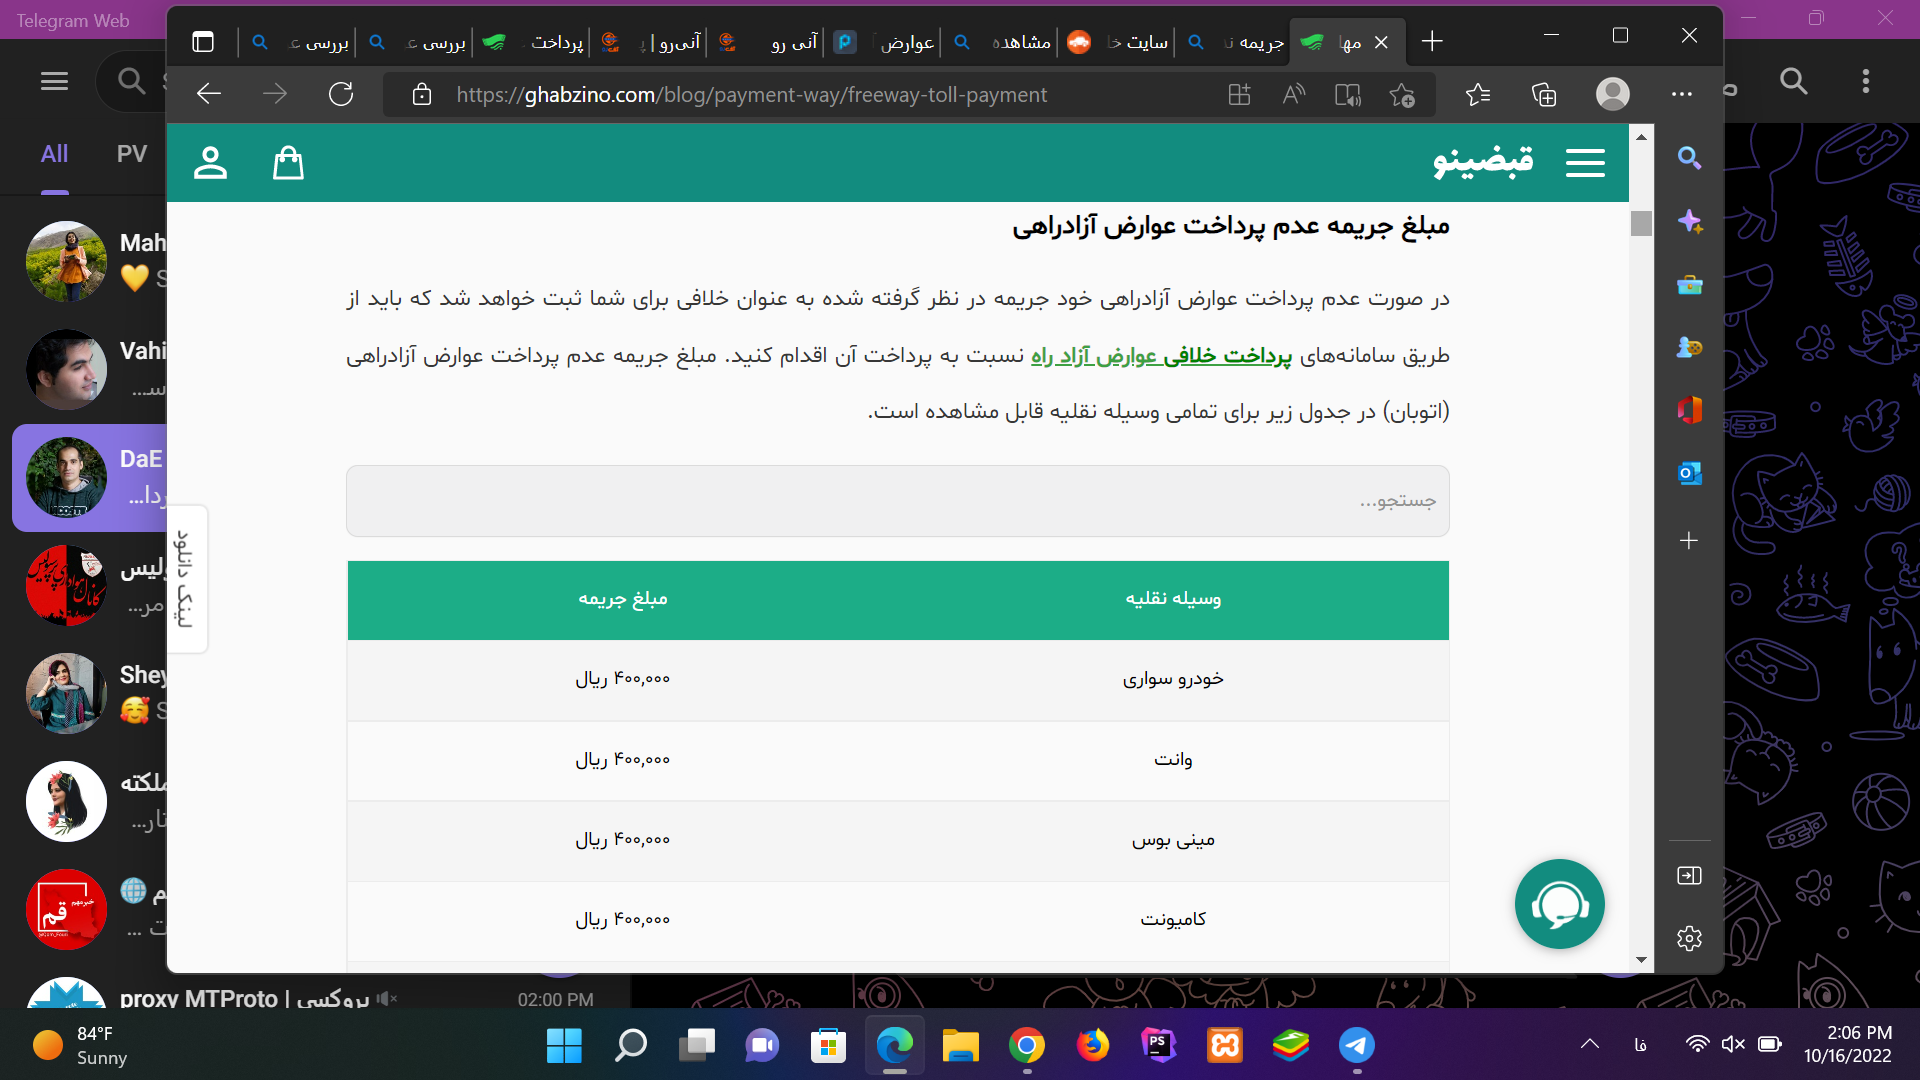 Telegram Web
بررسی
بررسی
پرداخت
آنی‌رو |
آنی رو
عوارض
مشاهده
سایت
جریمه
مها
https://ghabzino.com/blog/payment-way/freeway-toll-payment
All
PV
قبضینو
مبلغ جریمه عدم پرداخت عوارض آزادراهی
در صورت عدم پرداخت عوارض آزادراهی خود جریمه در نظر گرفته شده به عنوان خلافی برای شما ثبت خواهد شد که باید از
طریق سامانه‌های پرداخت خلافی عوارض آزاد راه نسبت به پرداخت آن اقدام کنید. مبلغ جریمه عدم پرداخت عوارض آزادراهی
(اتوبان) در جدول زیر برای تمامی وسیله نقلیه قابل مشاهده است.
جستجو...
وسیله نقلیه
مبلغ جریمه
خودرو سواری
۴۰۰,۰۰۰ ریال
وانت
۴۰۰,۰۰۰ ریال
مینی بوس
۴۰۰,۰۰۰ ریال
کامیونت
۴۰۰,۰۰۰ ریال
لینک دانلود
Mah
Vahi
DaE
Shey
قم
proxy MTProto | پروکسی
02:00 PM
84°F
Sunny
فا
2:06 PM
10/16/2022